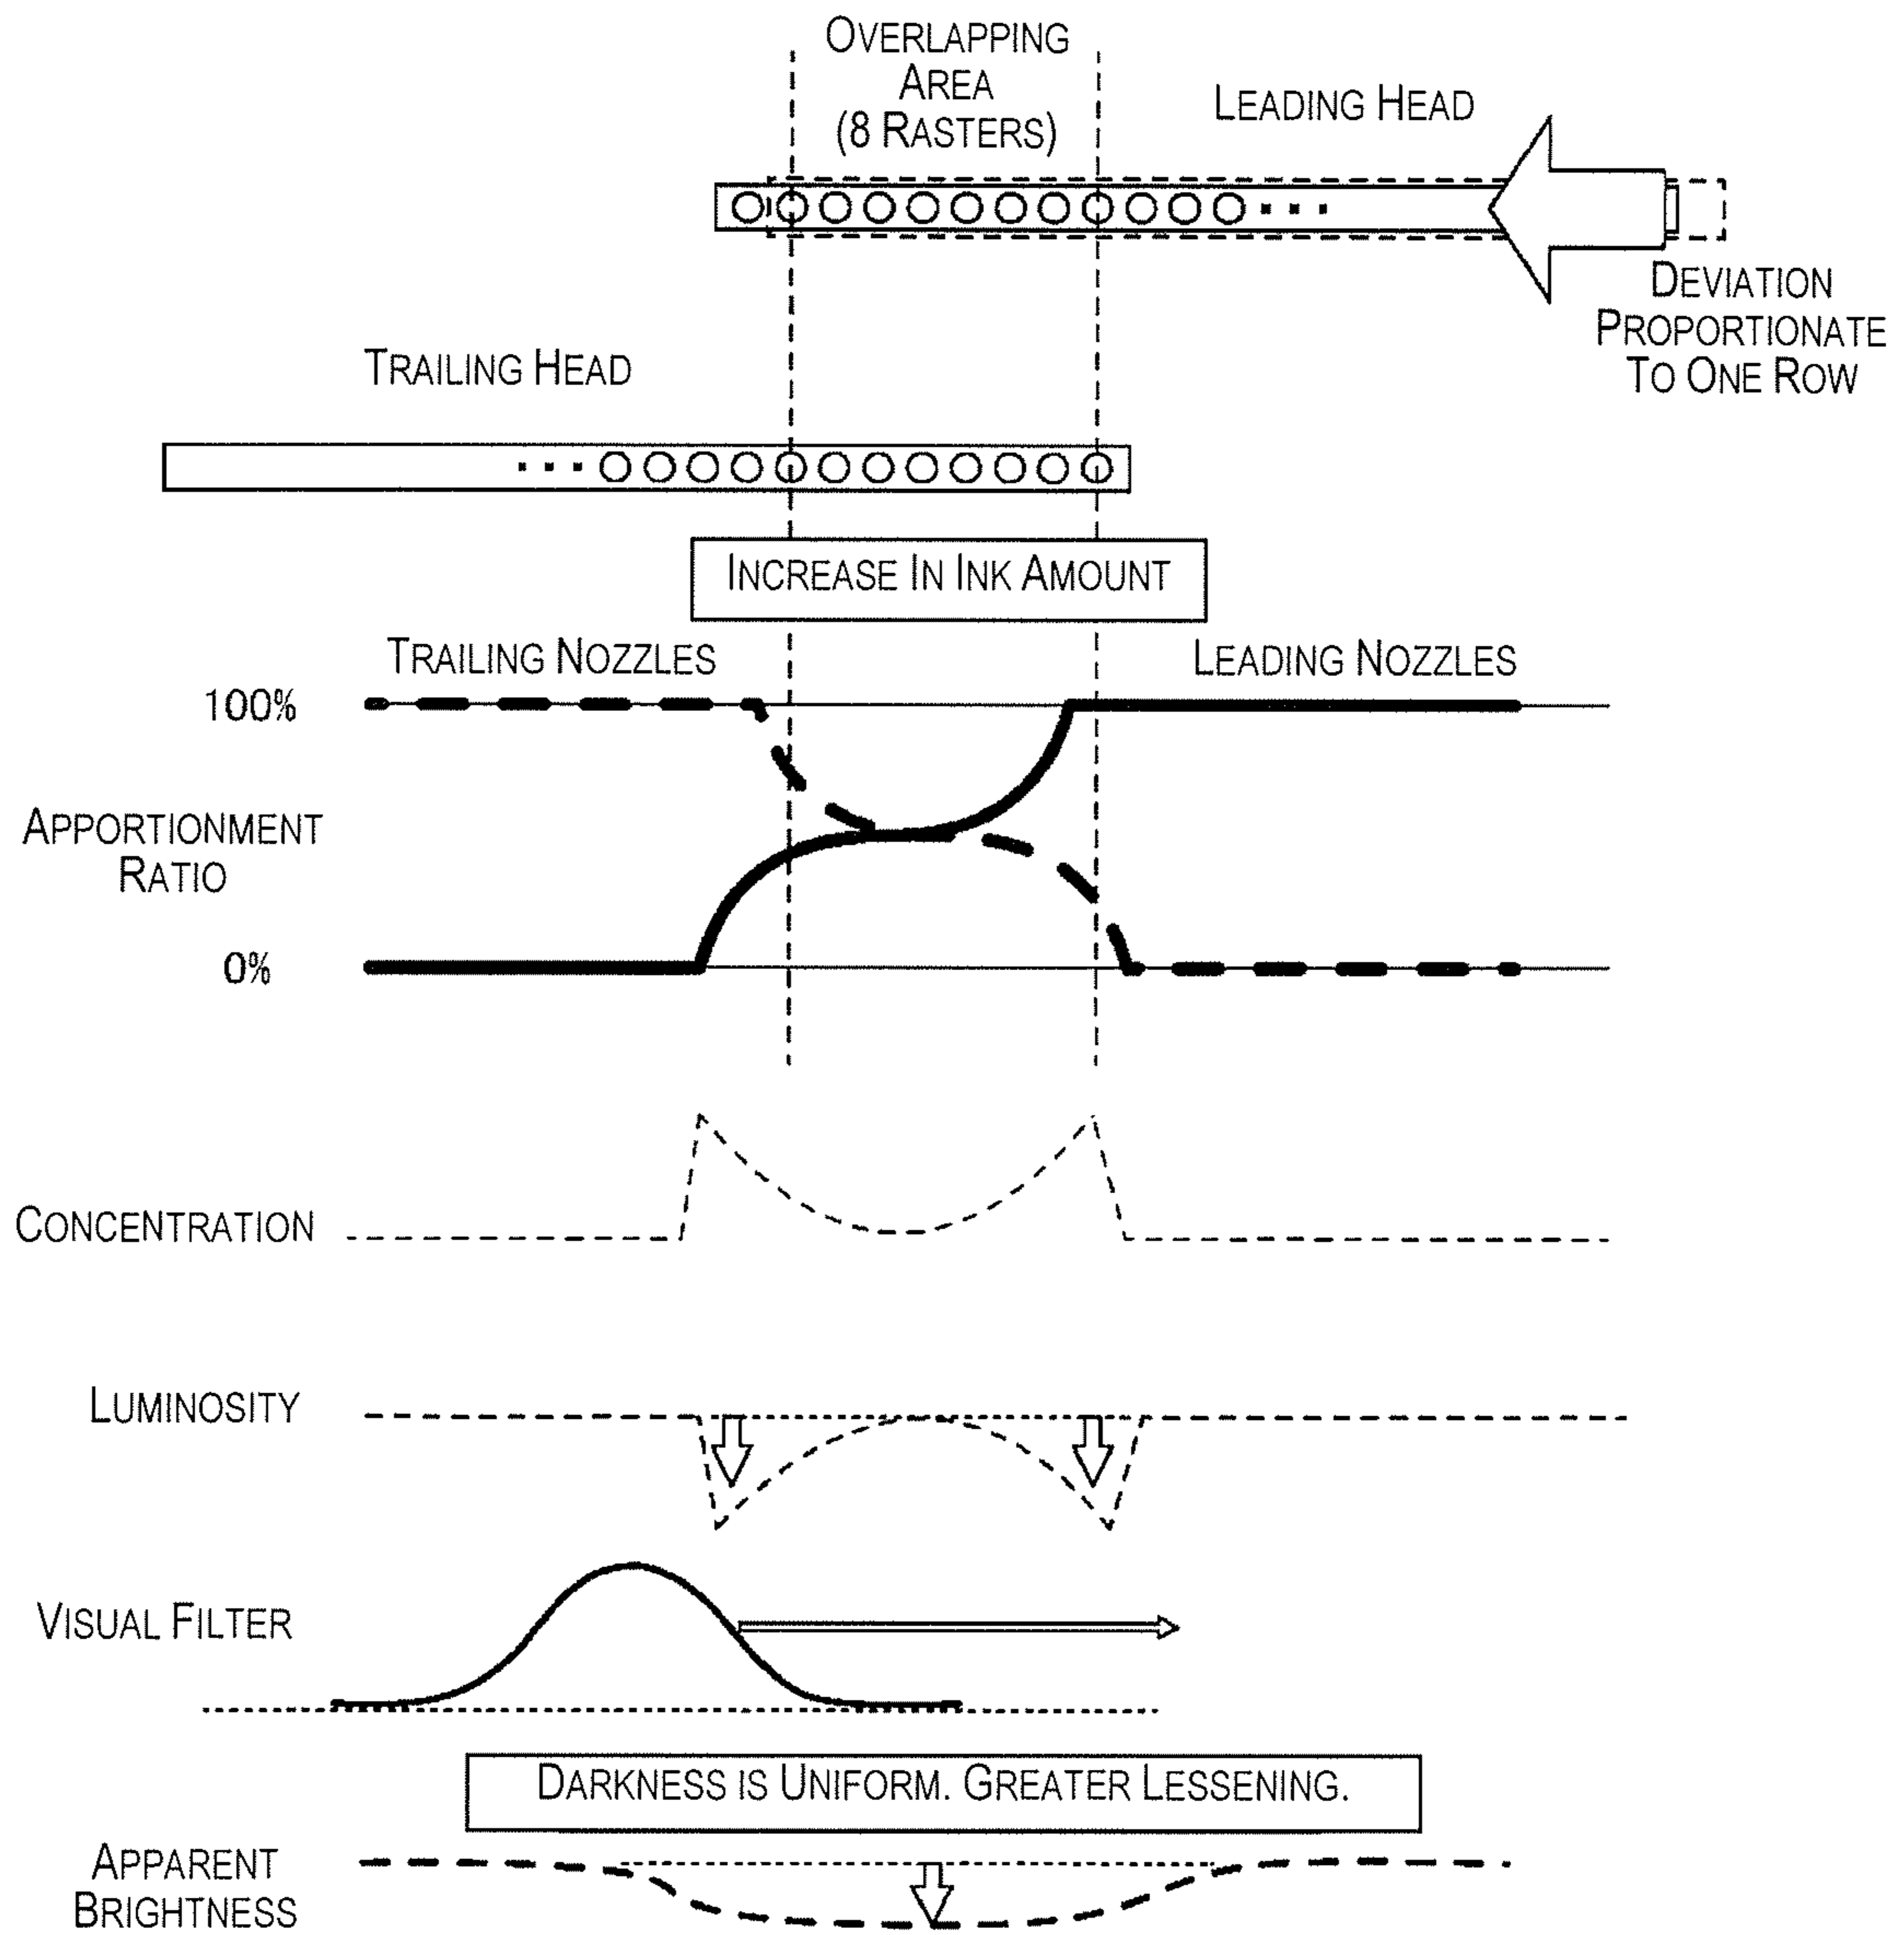 OVERLAPPING
AREA
(8 RASTERS)
LEADING HEAD
DEVIATION
PROPORTIONATE
TO ONE ROW
TRAILING HEAD
INCREASE IN INK AMOUNT
TRAILING NOZZLES
LEADING NOZZLES
100%
APPORTIONMENT
RATIO
0%
CONCENTRATION
LUMINOSITY
VISUAL FILTER
DARKNESS IS UNIFORM. GREATER LESSENING.
APPARENT
BRIGHTNESS